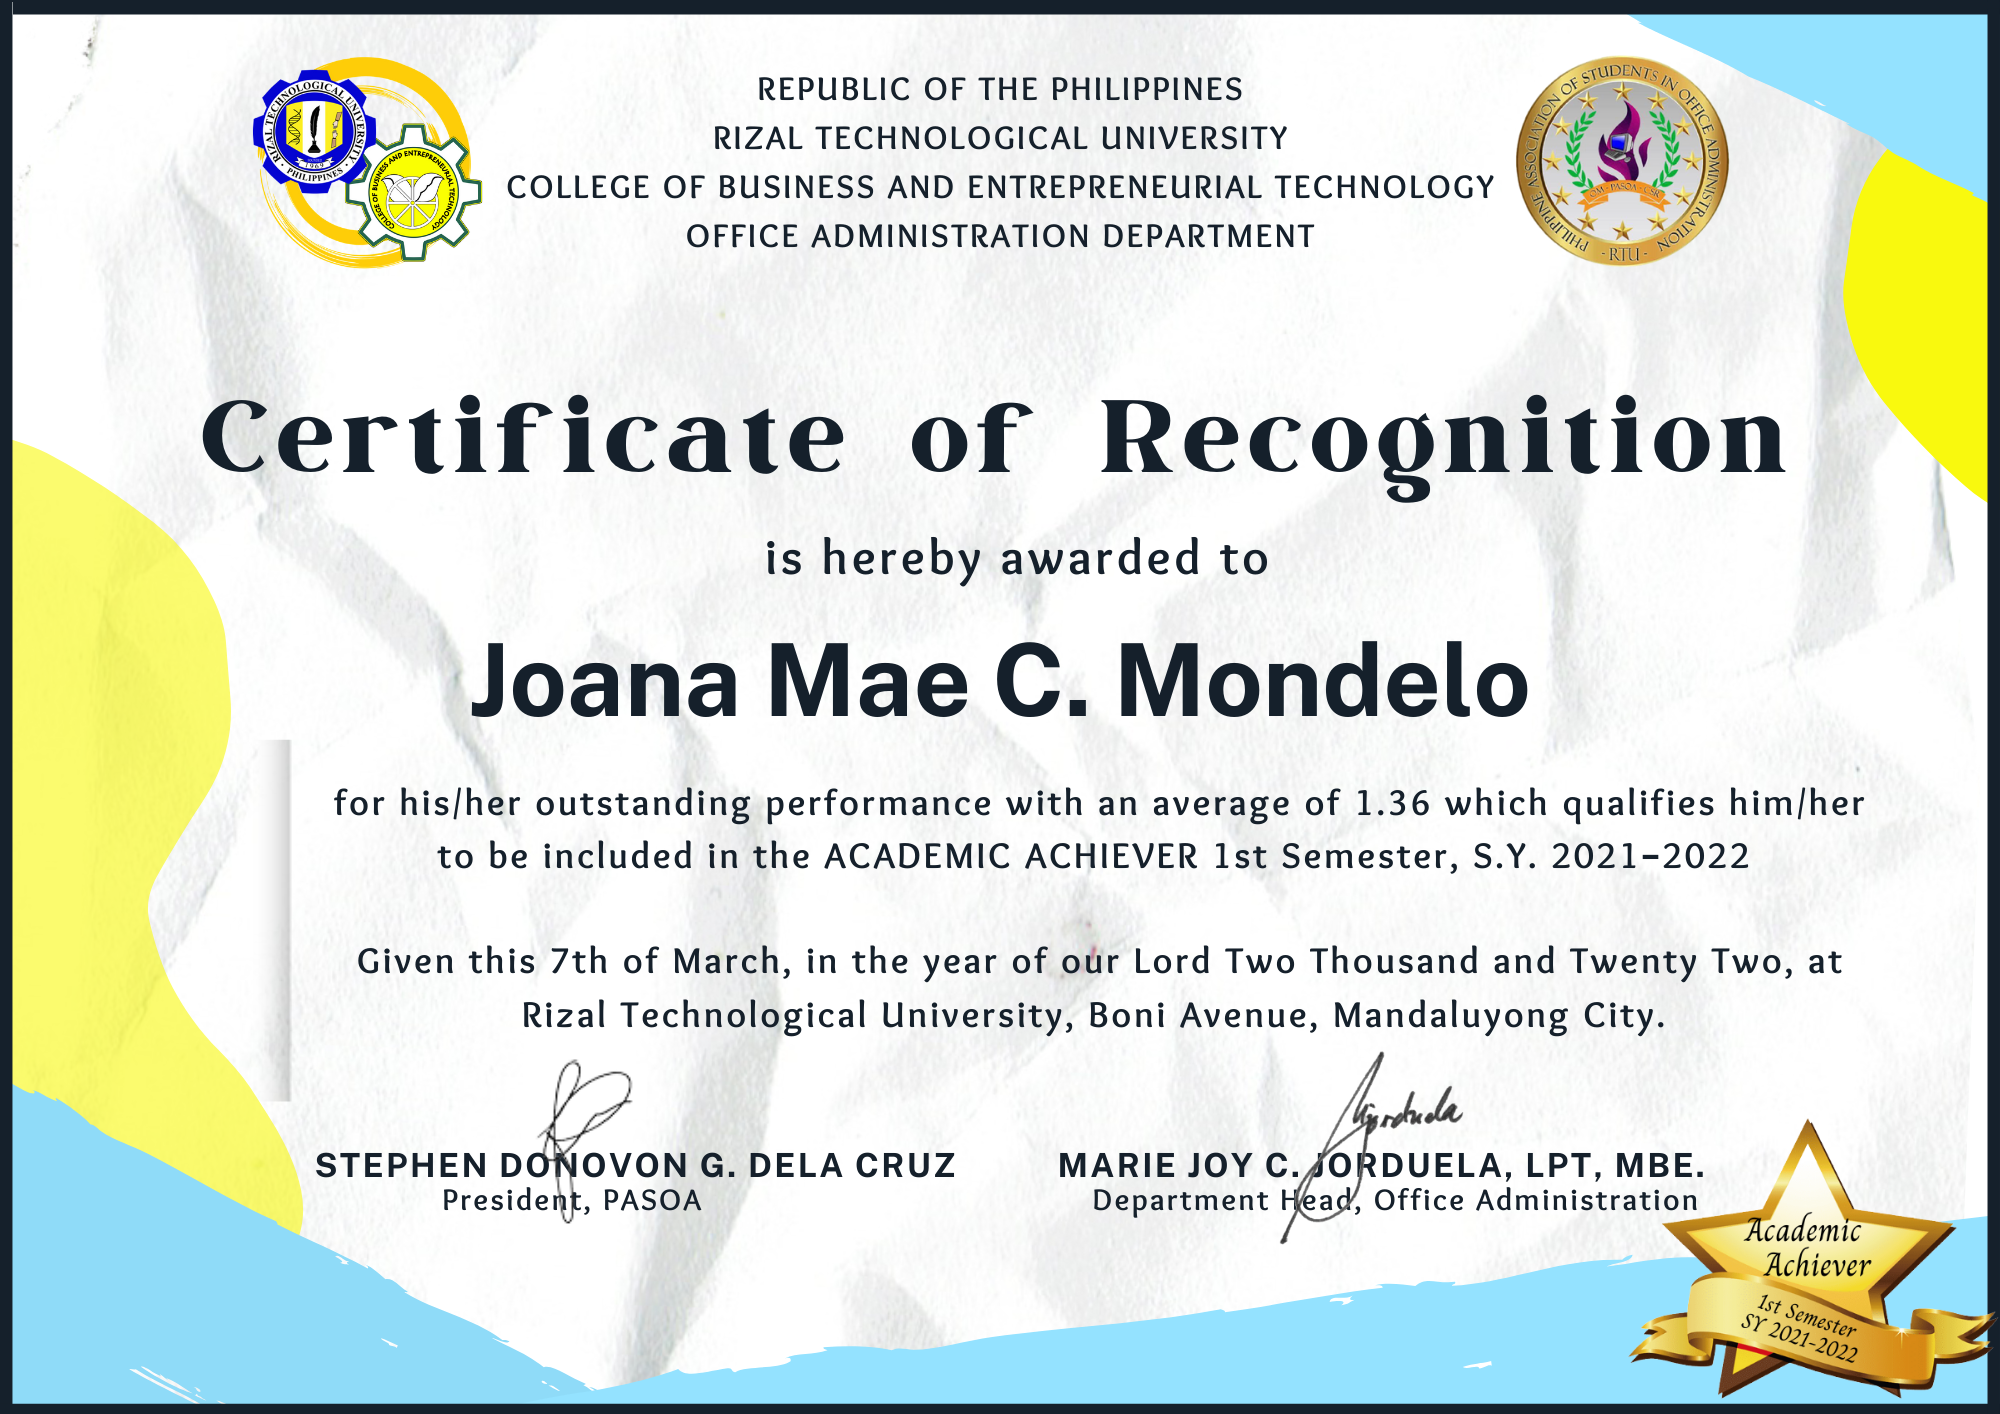 REPUBLIC OF THE PHILIPPINES
RIZAL TECHNOLOGICAL UNIVERSITY
COLLEGE OF BUSINESS AND ENTREPRENEURIAL TECHNOLOGY
OFFICE ADMINISTRATION DEPARTMENT
RIZAL TECHNOLOGICAL UNIVERSITY
1969
· PHILIPPINES ·
COLLEGE OF BUSINESS AND ENTREPRENEURIAL TECHNOLOGY
PHILIPPINE ASSOCIATION OF STUDENTS IN OFFICE ADMINISTRATION
OM - PASOA - CSB
- RTU -
Certificate of Recognition
is hereby awarded to
Joana Mae C. Mondelo
for his/her outstanding performance with an average of 1.36 which qualifies him/her
to be included in the ACADEMIC ACHIEVER 1st Semester, S.Y. 2021-2022
Given this 7th of March, in the year of our Lord Two Thousand and Twenty Two, at
Rizal Technological University, Boni Avenue, Mandaluyong City.
STEPHEN DONOVON G. DELA CRUZ
President, PASOA
MARIE JOY C. JORDUELA, LPT, MBE.
Department Head, Office Administration
Academic
Achiever
1st Semester
SY 2021-2022